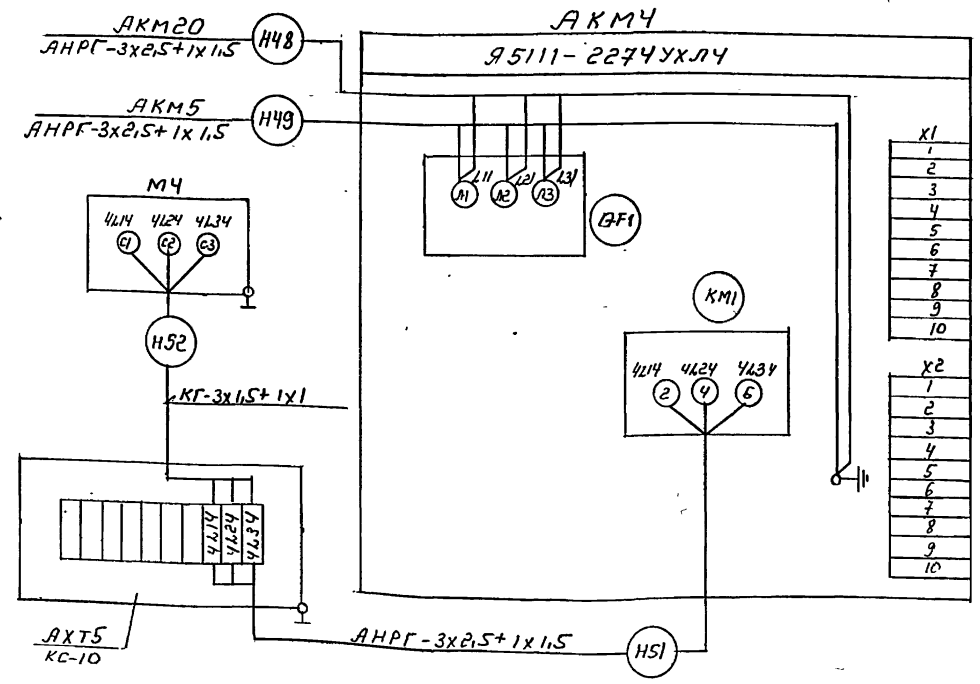 АКМ4
Я5111-2274УХЛ4
АКМ20
АНРГ-3х2,5+1х1,5
Н48
АКМ5
АНРГ-3х2,5+1х1,5
Н49
Л1 L11
Л2 L21
Л3 L31
QF1
М4
4L14 4L24 4L34
С1 С2 С3
Н52
КГ-3х1,5+1х1
КМ1
4L14 4L24 4L34
2 4 6
4L14 4L24 4L34
АХТ5
КС-10
АНРГ-3х2,5+1х1,5
Н51
Х1
1
2
3
4
5
6
7
8
9
10
Х2
1
2
3
4
5
6
7
8
9
10